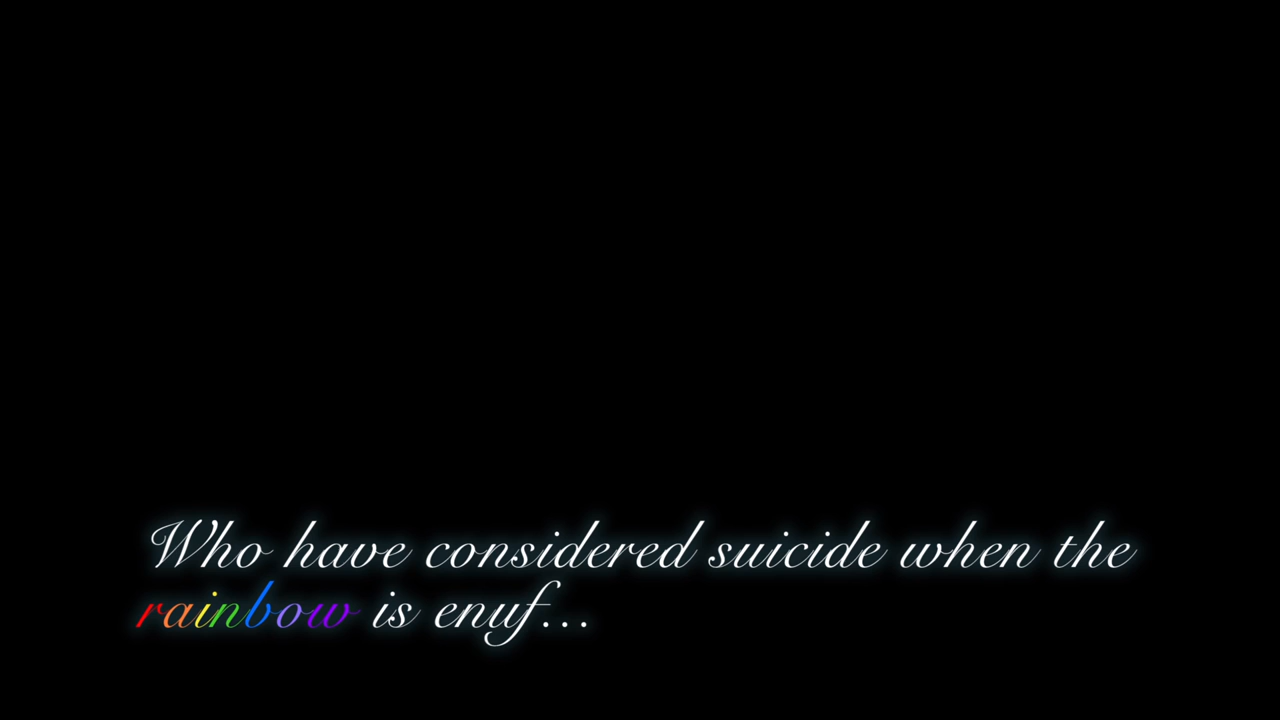 Who have considered suicide when the
rainbow is enuf...